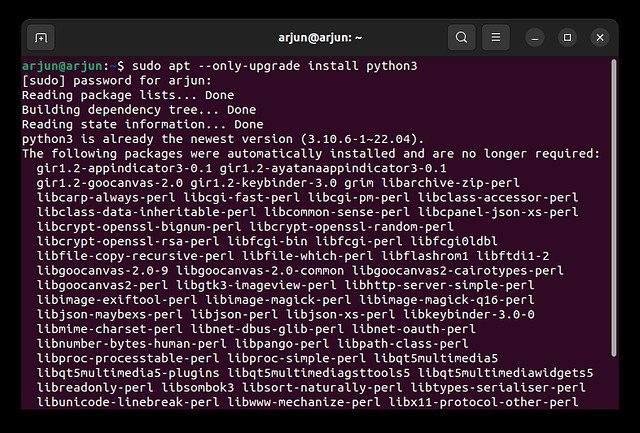 arjun@arjun: ~
arjun@arjun:~$ sudo apt --only-upgrade install python3
[sudo] password for arjun:
Reading package lists... Done
Building dependency tree... Done
Reading state information... Done
python3 is already the newest version (3.10.6-1~22.04).
The following packages were automatically installed and are no longer required:
gir1.2-appindicator3-0.1 gir1.2-ayatanaappindicator3-0.1
gir1.2-goocanvas-2.0 gir1.2-keybinder-3.0 grim libarchive-zip-perl
libcarp-always-perl libcgi-fast-perl libcgi-pm-perl libclass-accessor-perl
libclass-data-inheritable-perl libcommon-sense-perl libcpanel-json-xs-perl
libcrypt-openssl-bignum-perl libcrypt-openssl-random-perl
libcrypt-openssl-rsa-perl libfcgi-bin libfcgi-perl libfcgi0ldbl
libfile-copy-recursive-perl libfile-which-perl libflashrom1 libftdi1-2
libgoocanvas-2.0-9 libgoocanvas-2.0-common libgoocanvas2-cairotypes-perl
libgoocanvas2-perl libgtk3-imageview-perl libhttp-server-simple-perl
libimage-exiftool-perl libimage-magick-perl libimage-magick-q16-perl
libjson-maybexs-perl libjson-perl libjson-xs-perl libkeybinder-3.0-0
libmime-charset-perl libnet-dbus-glib-perl libnet-oauth-perl
libnumber-bytes-human-perl libpango-perl libpath-class-perl
libproc-processtable-perl libproc-simple-perl libqt5multimedia5
libqt5multimedia5-plugins libqt5multimediagsttools5 libqt5multimediawidgets5
libreadonly-perl libsombok3 libsort-naturally-perl libtypes-serialiser-perl
libunicode-linebreak-perl libwww-mechanize-perl libx11-protocol-other-perl